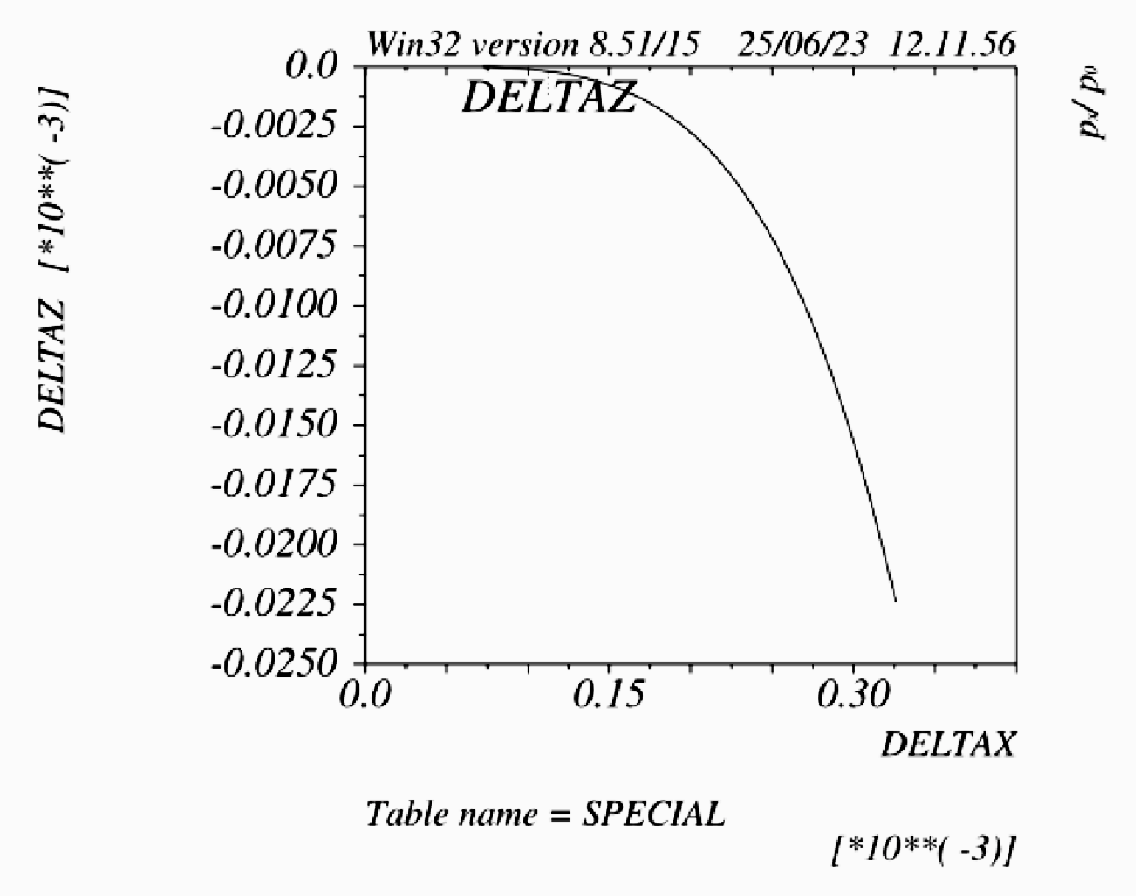 Win32 version 8.51/15 25/06/23 12.11.56
DELTAZ [*10**( -3)]
0.0
-0.0025
-0.0050
-0.0075
-0.0100
-0.0125
-0.0150
-0.0175
-0.0200
-0.0225
-0.0250
DELTAZ
0.0 0.15 0.30
DELTAX
Table name = SPECIAL
[*10**( -3)]